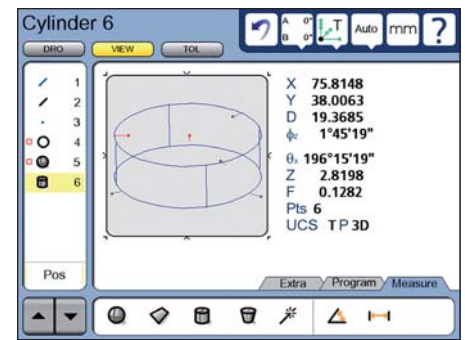 Cylinder 6
A 0°
B 0°
T
Auto
mm
?
DRO
VIEW
TOL
1
2
3
4
5
6
X 75.8148
Y 38.0063
D 19.3685
ϕz 1°45'19"
θx 196°15'19"
Z 2.8198
F 0.1282
Pts 6
UCS T P 3D
Pos
Extra
Program
Measure